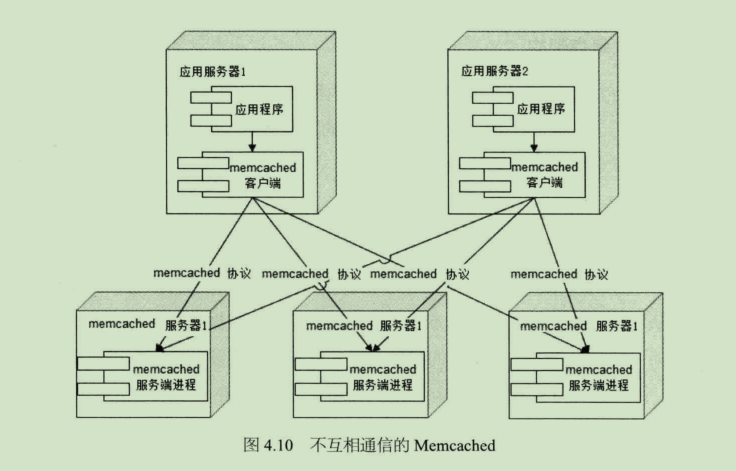 应用服务器1
应用服务器2
应用程序
应用程序
memcached
客户端
memcached
客户端
memcached 协议
memcached 协议
memcached 协议
memcached 协议
memcached 服务器1
memcached 服务器1
memcached 服务器1
memcached
服务端进程
memcached
服务端进程
memcached
服务端进程
图 4.10 不互相通信的 Memcached